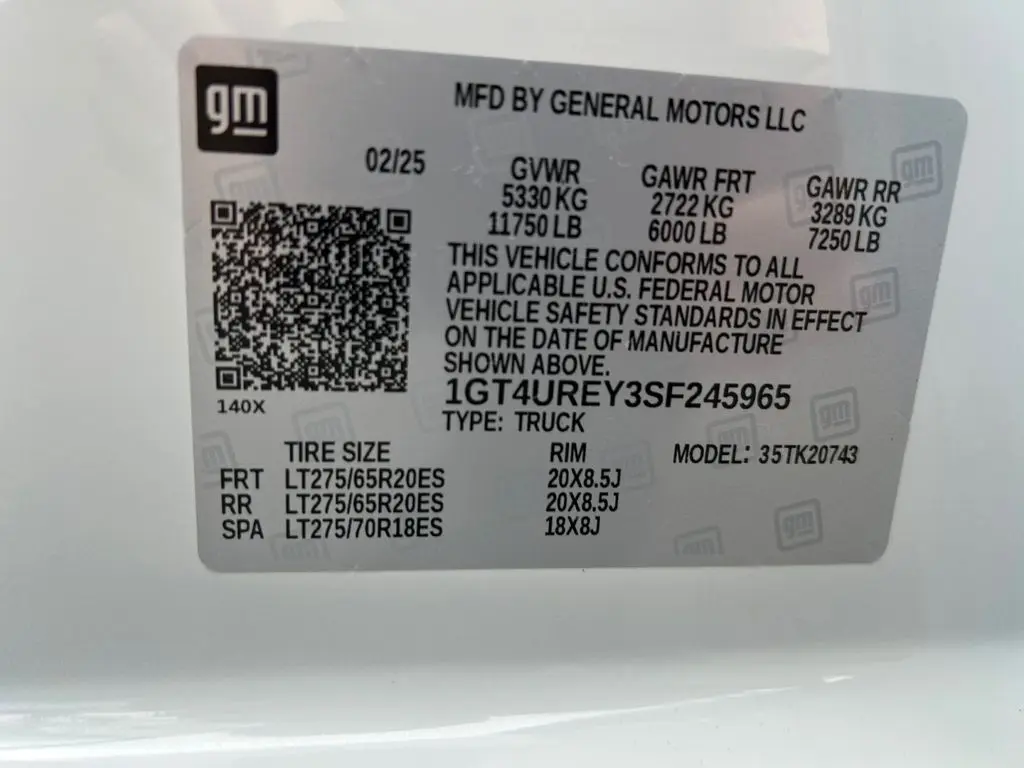 gm
MFD BY GENERAL MOTORS LLC
02/25 GVWR GAWR FRT GAWR RR
5330 KG 2722 KG 3289 KG
11750 LB 6000 LB 7250 LB
THIS VEHICLE CONFORMS TO ALL
APPLICABLE U.S. FEDERAL MOTOR
VEHICLE SAFETY STANDARDS IN EFFECT
ON THE DATE OF MANUFACTURE
SHOWN ABOVE.
140X
1GT4UREY3SF245965
TYPE: TRUCK
TIRE SIZE RIM MODEL: 35TK20743
FRT LT275/65R20ES 20X8.5J
RR LT275/65R20ES 20X8.5J
SPA LT275/70R18ES 18X8J